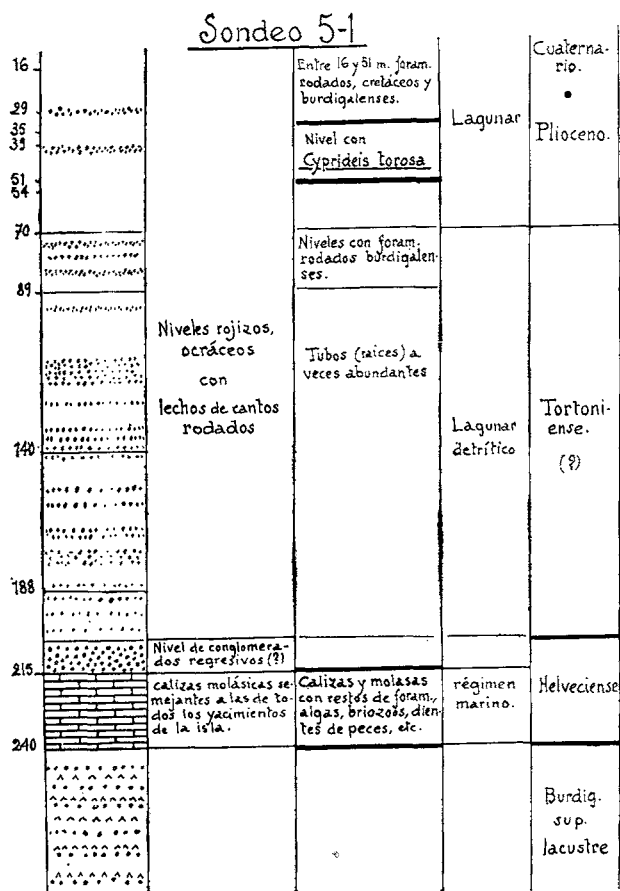 Sondeo 5-1
16
29
35
51
54
70
89
140
188
215
240
Niveles rojizos,
ocráceos
con
lechos de cantos
rodados
Nivel de conglomera-
dos regresivos (?)
calizas molásicas se-
mejantes a las de to-
dos los yacimientos
de la isla.
Entre 16 y 51 m. foram.
rodados, cretáceos y
burdigalenses.
Nivel con
Cyprideis torosa
Niveles con foram.
rodados burdigalen-
ses.
Tubos (raices) a
veces abundantes
Calizas y molasas
con restos de foram.,
algas, briozoos, dien-
tes de peces, etc.
Lagunar
Lagunar
detrítico
régimen
marino.
Cuaterna-
rio.
Plioceno.
Tortoni-
ense.
(?)
Helveciense
Burdig.
sup.
lacustre